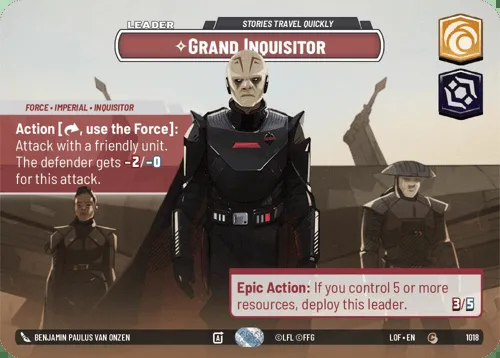 LEADER
STORIES TRAVEL QUICKLY
✧GRAND INQUISITOR
FORCE • IMPERIAL • INQUISITOR
Action [↷, use the Force]:
Attack with a friendly unit.
The defender gets -2/-0
for this attack.
Epic Action: If you control 5 or more
resources, deploy this leader.
3/5
BENJAMIN PAULUS VAN ONZEN
A
©LFL ©FFG
LOF • EN
C
1018